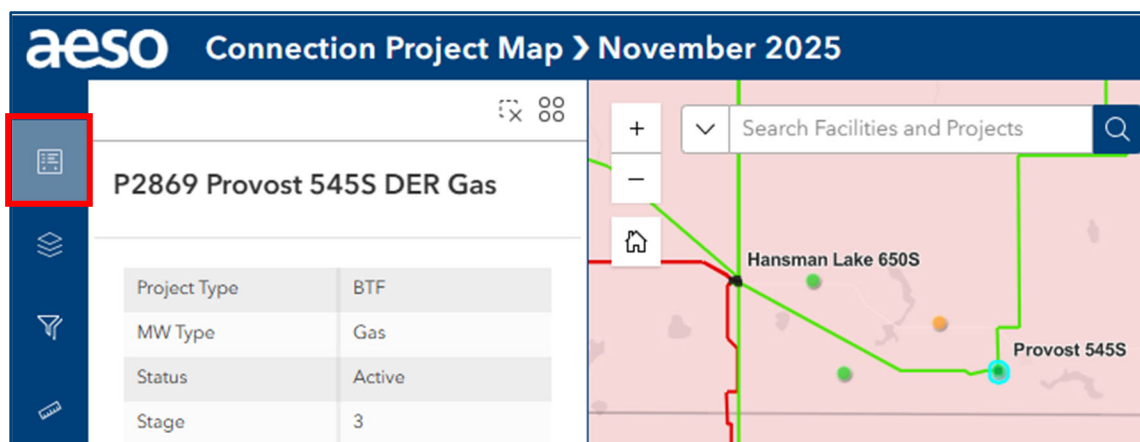 aeso Connection Project Map ❯ November 2025
P2869 Provost 545S DER Gas
Project Type BTF
MW Type Gas
Status Active
Stage 3
Search Facilities and Projects
Hansman Lake 650S
Provost 545S